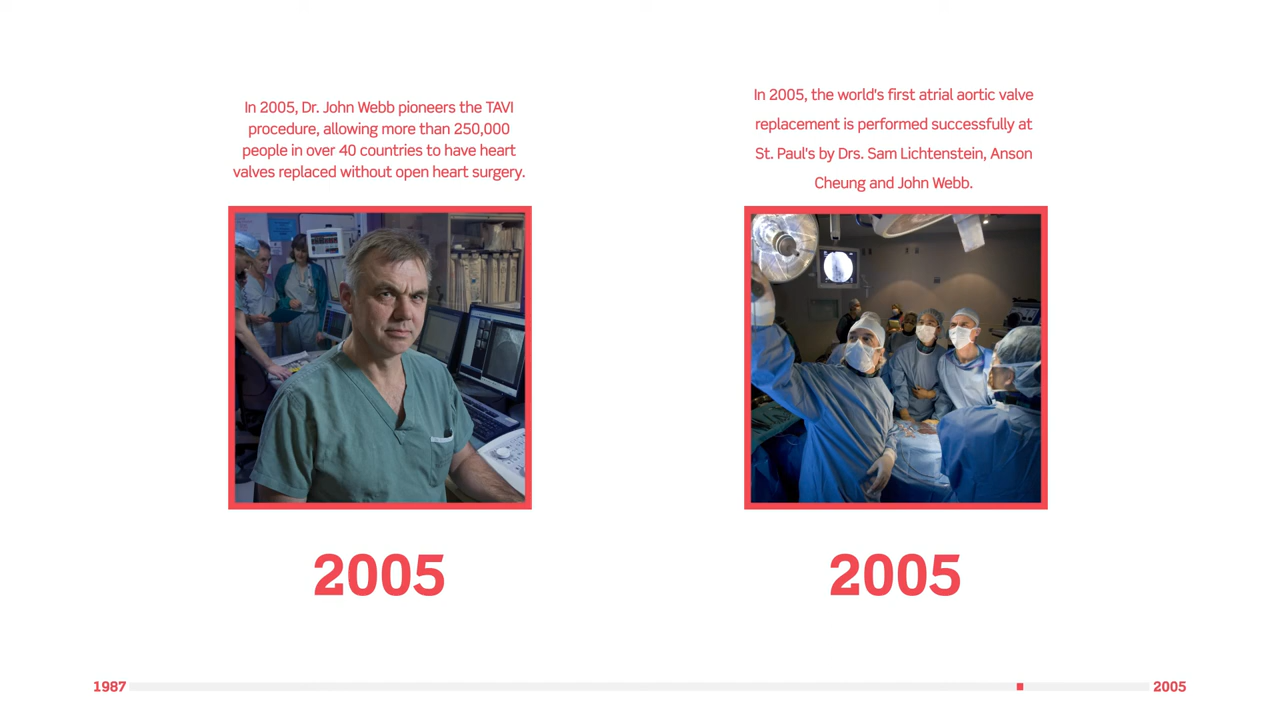 In 2005, Dr. John Webb pioneers the TAVI
procedure, allowing more than 250,000
people in over 40 countries to have heart
valves replaced without open heart surgery.
2005
In 2005, the world's first atrial aortic valve
replacement is performed successfully at
St. Paul's by Drs. Sam Lichtenstein, Anson
Cheung and John Webb.
2005
1987
2005